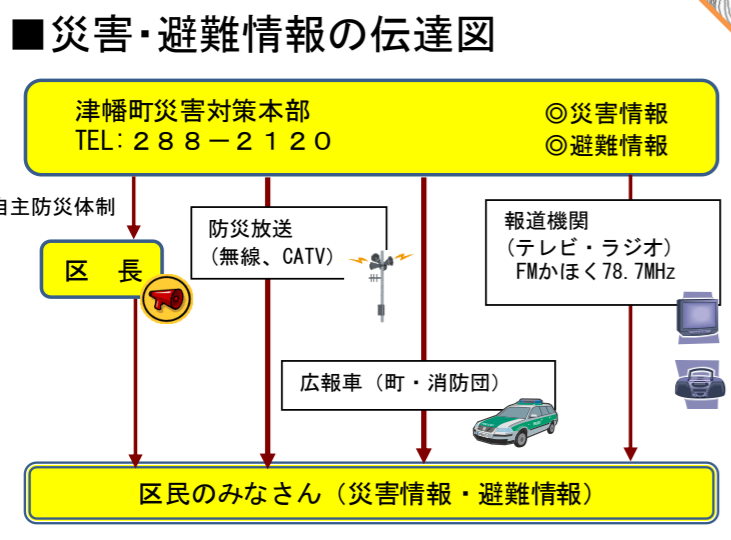 ■災害・避難情報の伝達図
津幡町災害対策本部
TEL:２８８－２１２０
◎災害情報
◎避難情報
自主防災体制
区　長
防災放送
(無線、CATV)
報道機関
(テレビ・ラジオ)
FMかほく78.7MHz
広報車（町・消防団）
区民のみなさん（災害情報・避難情報）